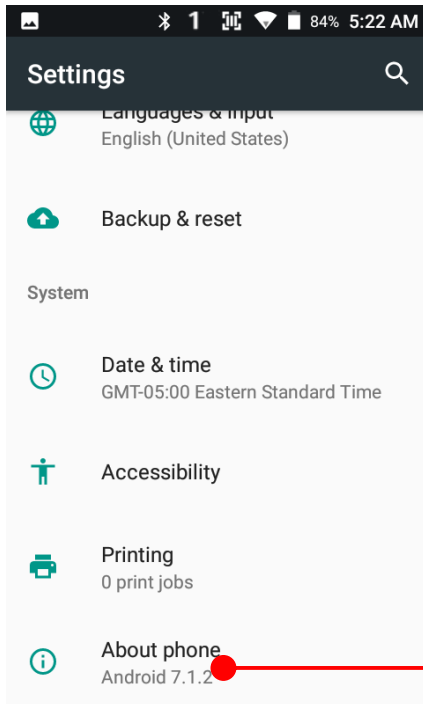 1 84% 5:22 AM
Settings
Languages & input
English (United States)
Backup & reset
System
Date & time
GMT-05:00 Eastern Standard Time
Accessibility
Printing
0 print jobs
About phone
Android 7.1.2